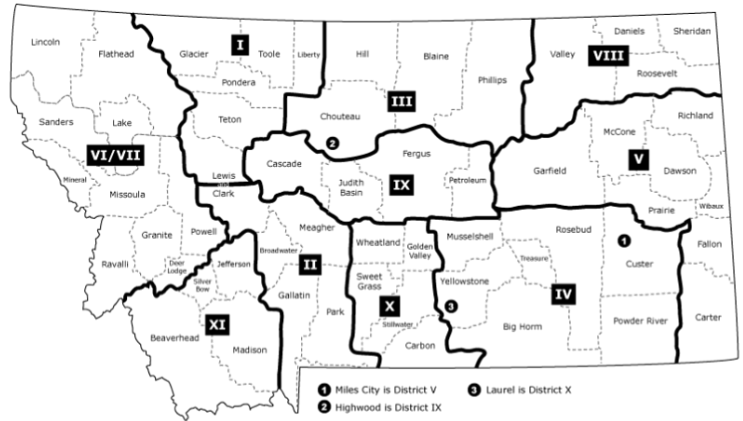 Lincoln
Flathead
Glacier
I
Toole
Liberty
Hill
Blaine
Phillips
Valley
Daniels
Sheridan
VIII
Roosevelt
Pondera
III
Chouteau
Teton
Sanders
Lake
VI/VII
Mineral
Missoula
2
Cascade
Fergus
Judith
Basin
IX
Petroleum
Garfield
McCone
V
Richland
Dawson
Prairie
Wibaux
Lewis
and
Clark
Powell
Granite
Ravalli
Deer
Lodge
Silver
Bow
Jefferson
Broadwater
Meagher
II
Gallatin
Park
Wheatland
Golden
Valley
Sweet
Grass
X
Stillwater
Carbon
Musselshell
Yellowstone
3
Treasure
Rosebud
IV
Big Horm
1
Custer
Powder River
Fallon
Carter
Beaverhead
XI
Madison
1 Miles City is District V
2 Highwood is District IX
3 Laurel is District X